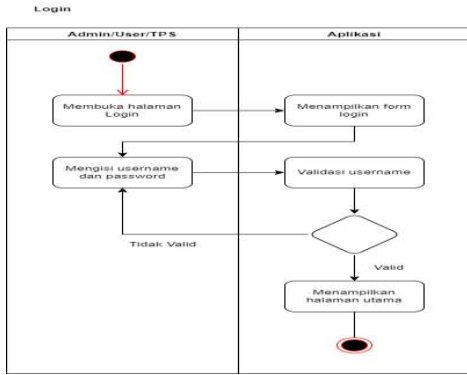 Login
Admin/User/TPS
Aplikasi
Membuka halaman
Login
Menampilkan form
login
Mengisi username
dan password
Validasi username
Tidak Valid
Valid
Menampilkan
halaman utama